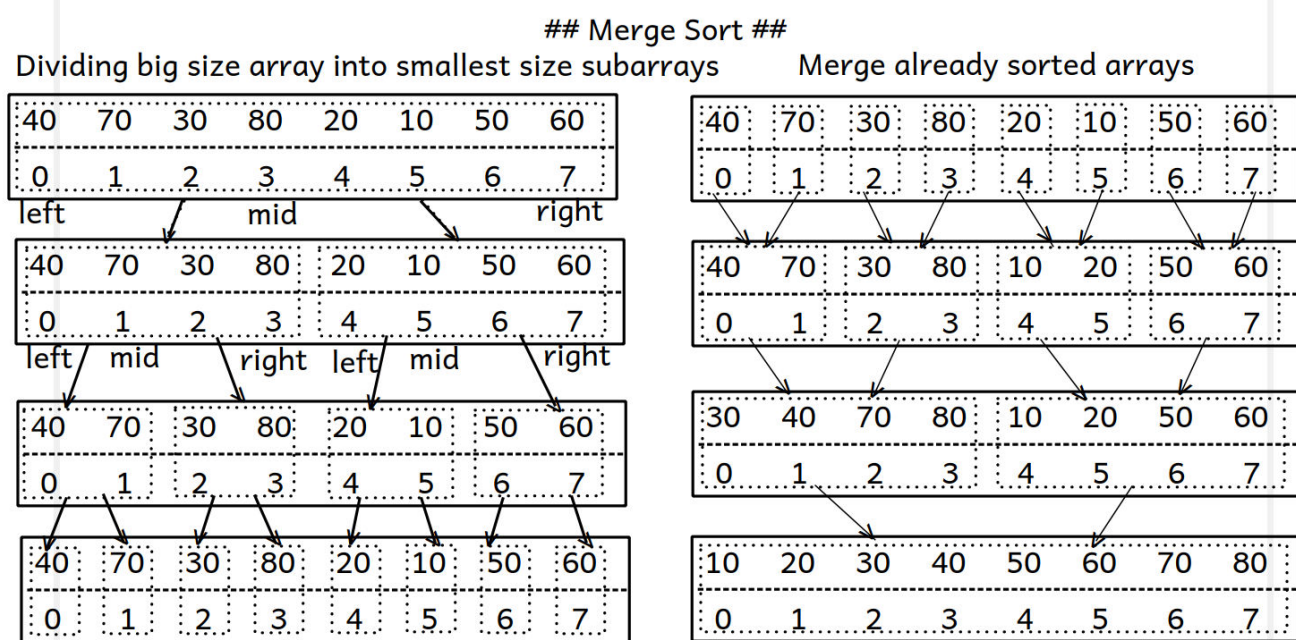 ## Merge Sort ##
Dividing big size array into smallest size subarrays
40 70 30 80 20 10 50 60
0 1 2 3 4 5 6 7
left mid right
40 70 30 80 20 10 50 60
0 1 2 3 4 5 6 7
left mid right left mid right
40 70 30 80 20 10 50 60
0 1 2 3 4 5 6 7
40 70 30 80 20 10 50 60
0 1 2 3 4 5 6 7
Merge already sorted arrays
40 70 30 80 20 10 50 60
0 1 2 3 4 5 6 7
40 70 30 80 10 20 50 60
0 1 2 3 4 5 6 7
30 40 70 80 10 20 50 60
0 1 2 3 4 5 6 7
10 20 30 40 50 60 70 80
0 1 2 3 4 5 6 7